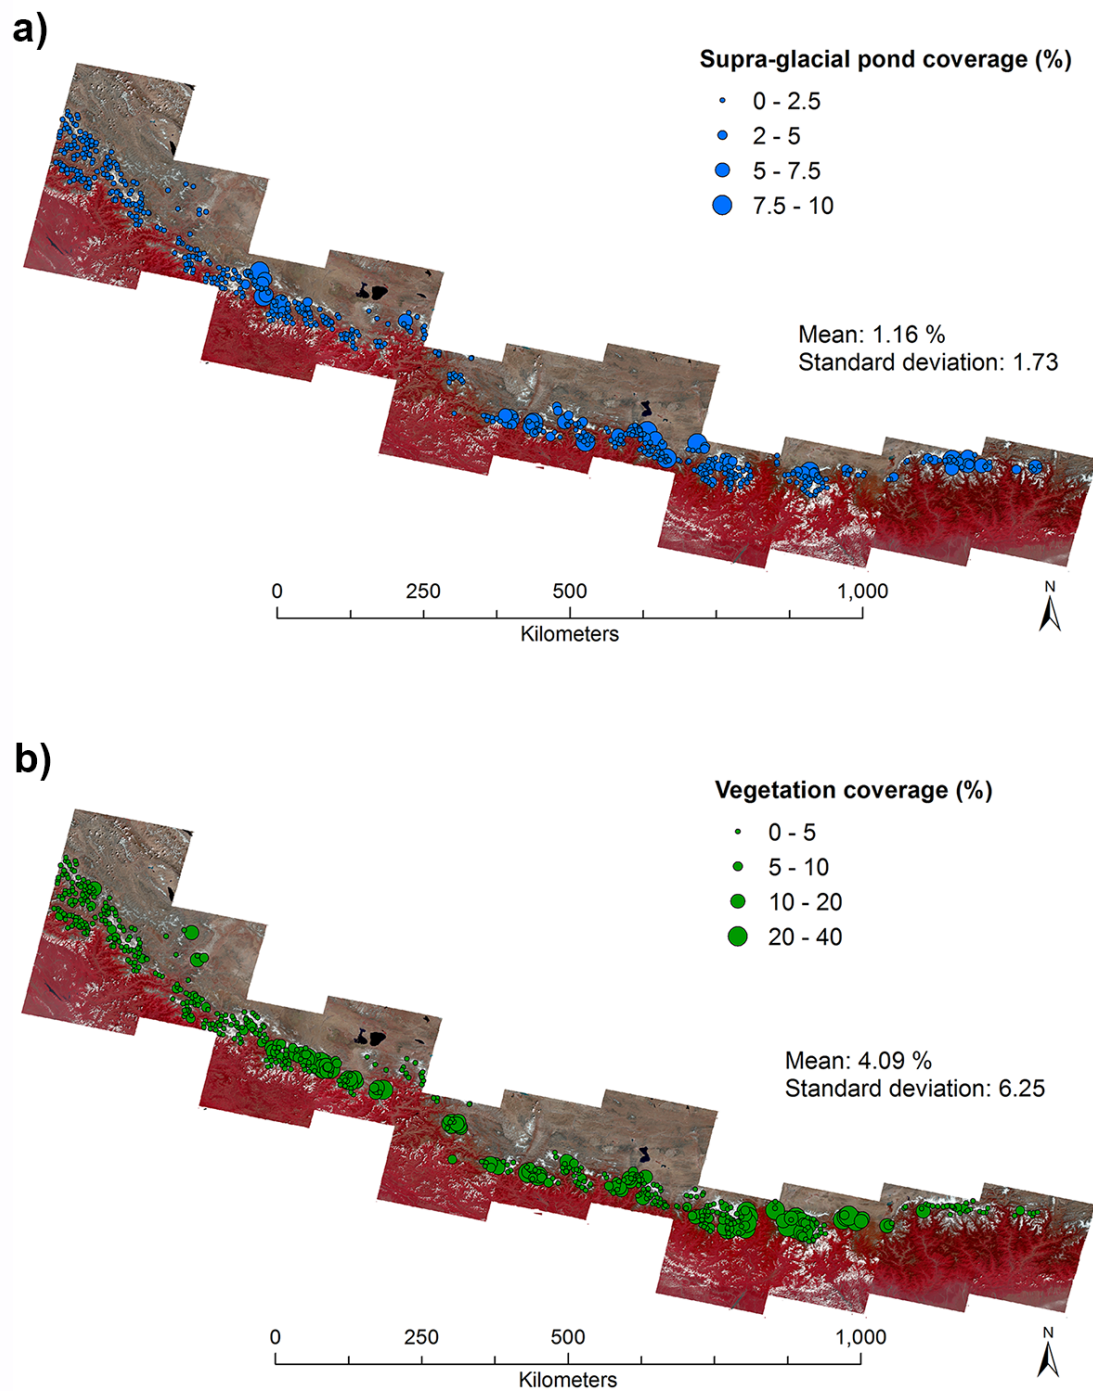 a)
Supra-glacial pond coverage (%)
0 - 2.5
2 - 5
5 - 7.5
7.5 - 10
Mean: 1.16 %
Standard deviation: 1.73
0 250 500 1,000
Kilometers
N
b)
Vegetation coverage (%)
0 - 5
5 - 10
10 - 20
20 - 40
Mean: 4.09 %
Standard deviation: 6.25
0 250 500 1,000
Kilometers
N